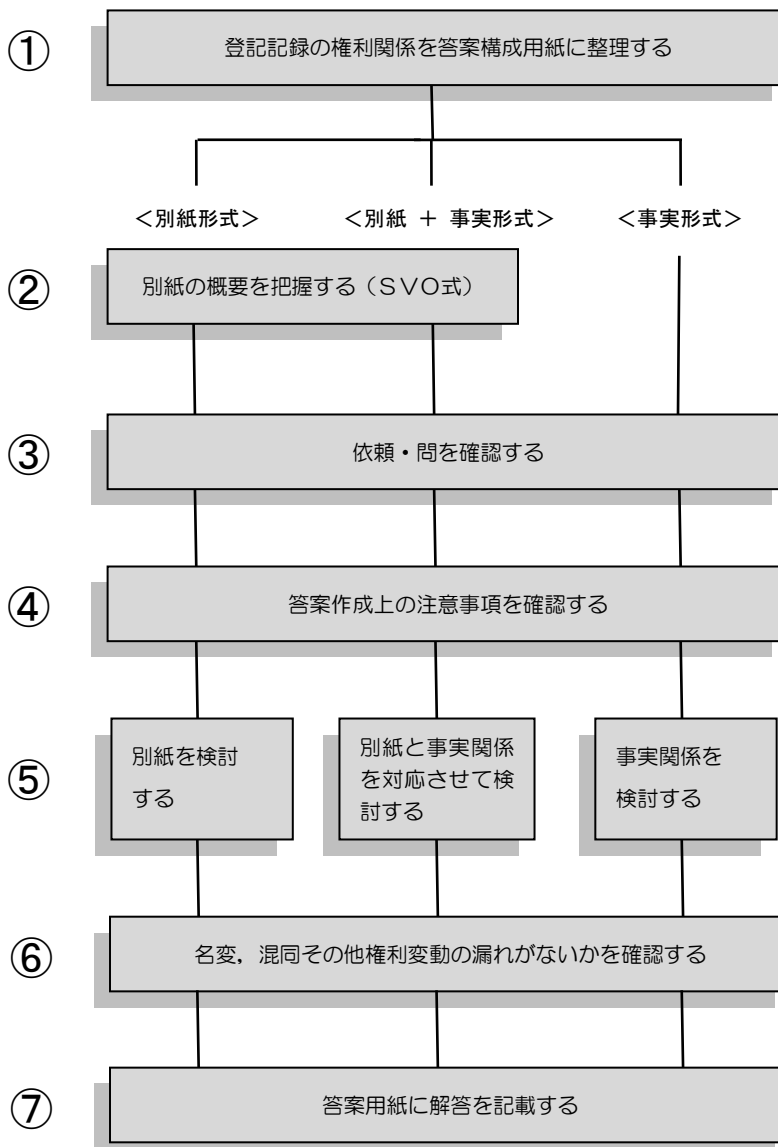 ①
登記記録の権利関係を答案構成用紙に整理する
＜別紙形式＞
＜別紙 ＋ 事実形式＞
＜事実形式＞
②
別紙の概要を把握する（ＳＶＯ式）
③
依頼・問を確認する
④
答案作成上の注意事項を確認する
⑤
別紙を検討
する
別紙と事実関係
を対応させて検
討する
事実関係を
検討する
⑥
名変，混同その他権利変動の漏れがないかを確認する
⑦
答案用紙に解答を記載する